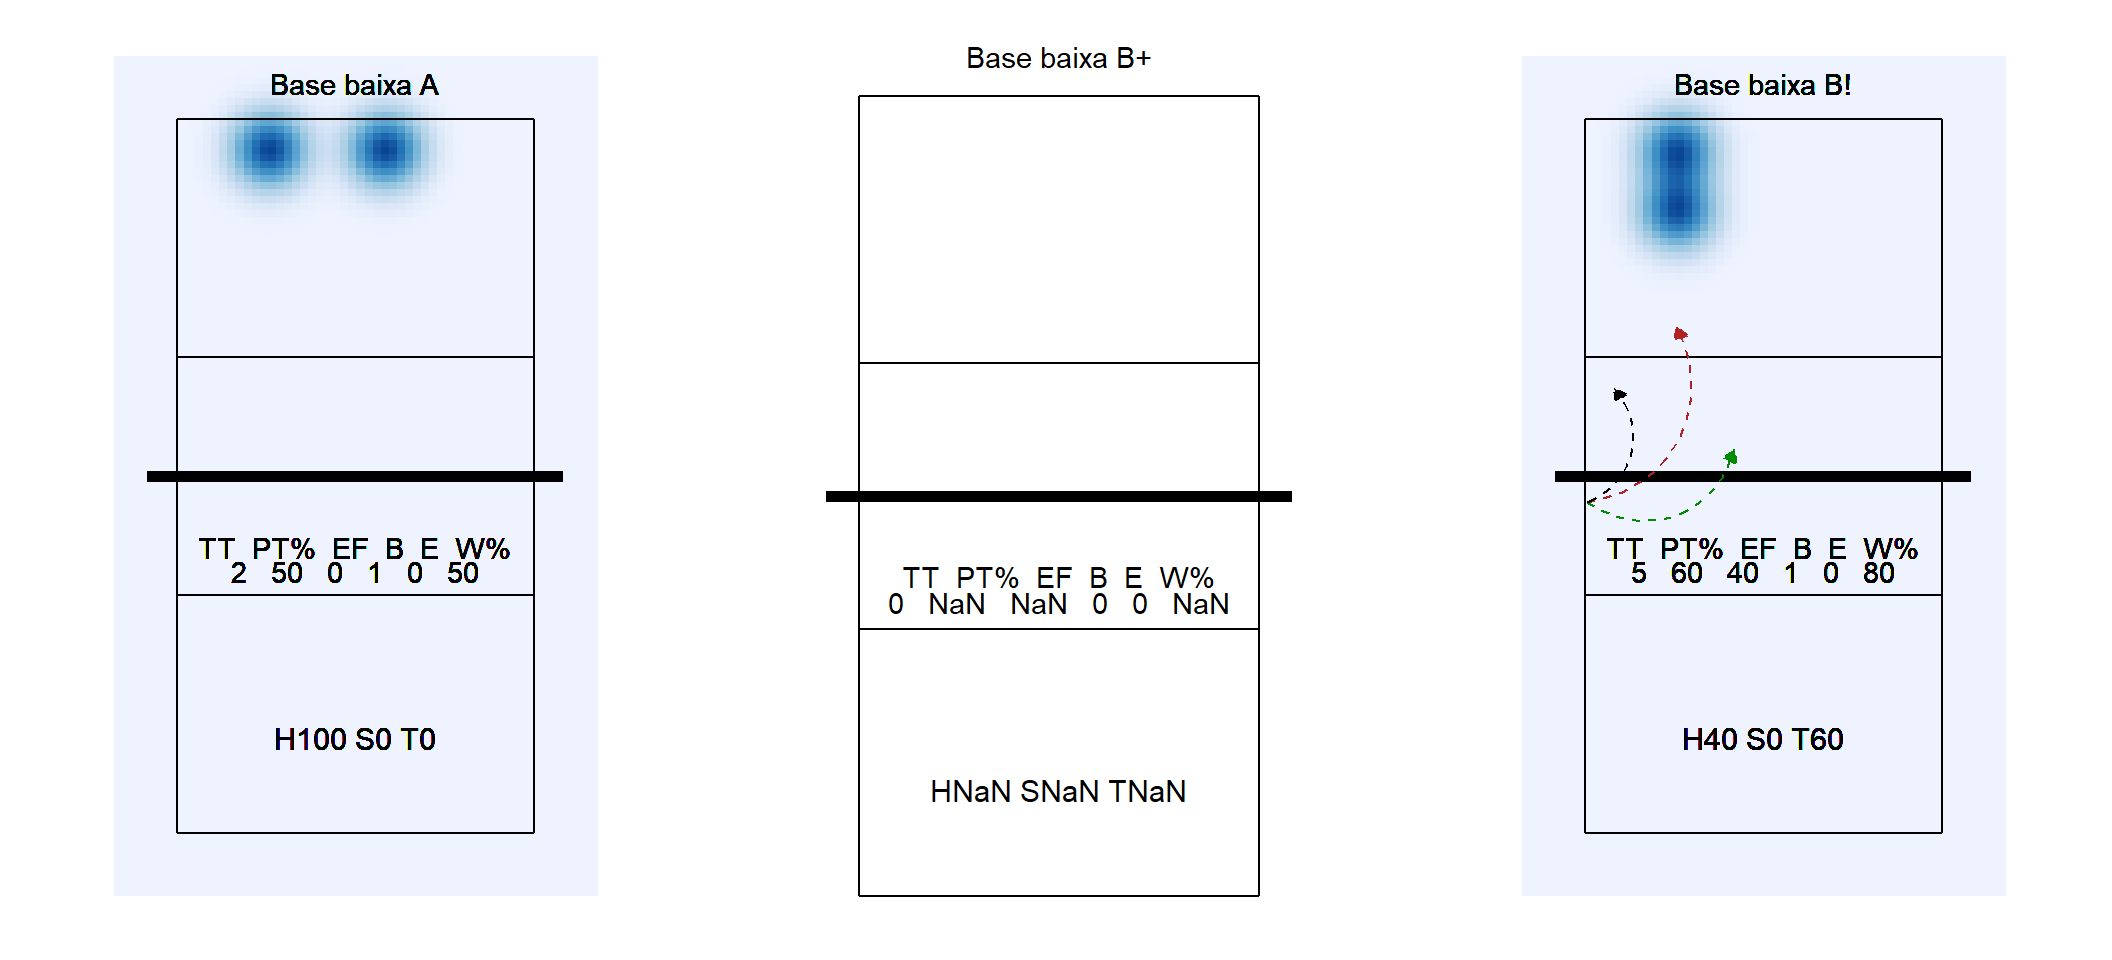 Base baixa A
TT PT% EF B E W%
2 50 0 1 0 50
H100 S0 T0
Base baixa B+
TT PT% EF B E W%
0 NaN NaN 0 0 NaN
HNaN SNaN TNaN
Base baixa B!
TT PT% EF B E W%
5 60 40 1 0 80
H40 S0 T60